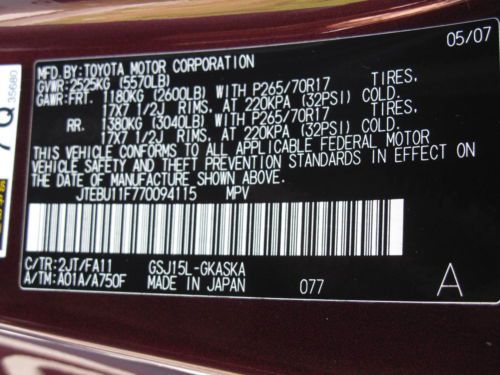 05/07
MFD. BY:TOYOTA MOTOR CORPORATION
GVWR:2525KG (5570LB)
GAWR:FRT. 1180KG (2600LB) WITH P265/70R17 TIRES.
17X7 1/2J RIMS, AT 220KPA (32PSI) COLD.
RR. 1380KG (3040LB) WITH P265/70R17 TIRES.
17X7 1/2J RIMS, AT 220KPA (32PSI) COLD.
THIS VEHICLE CONFORMS TO ALL APPLICABLE FEDERAL MOTOR
VEHICLE SAFETY AND THEFT PREVENTION STANDARDS IN EFFECT ON
THE DATE OF MANUFACTURE SHOWN ABOVE.
JTEBU11F770094115 MPV
C/TR:2JT/FA11 GSJ15L-GKASKA
A/TM:A01A/A750F MADE IN JAPAN 077 A
Q 35680